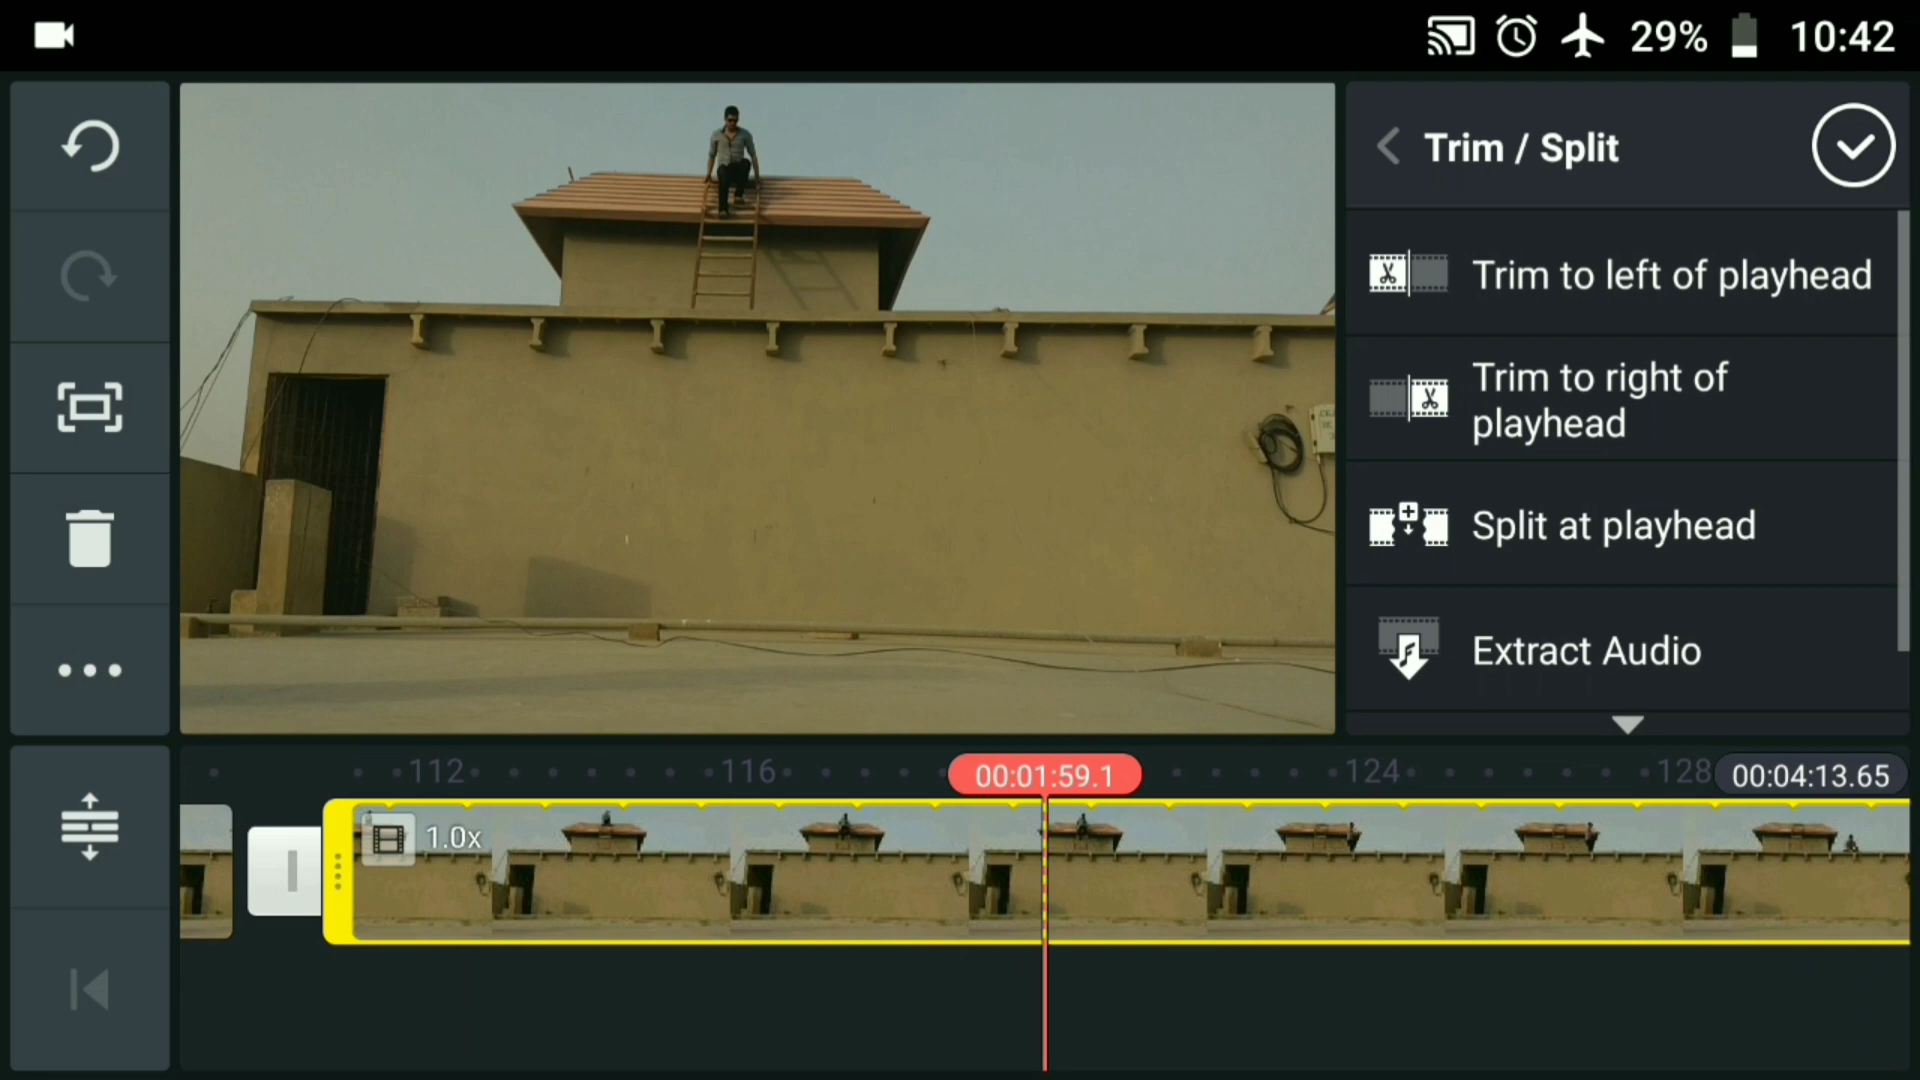 29% 10:42
Trim / Split
Trim to left of playhead
Trim to right of
playhead
Split at playhead
Extract Audio
112 116 00:01:59.1 124 128 00:04:13.65
1.0x